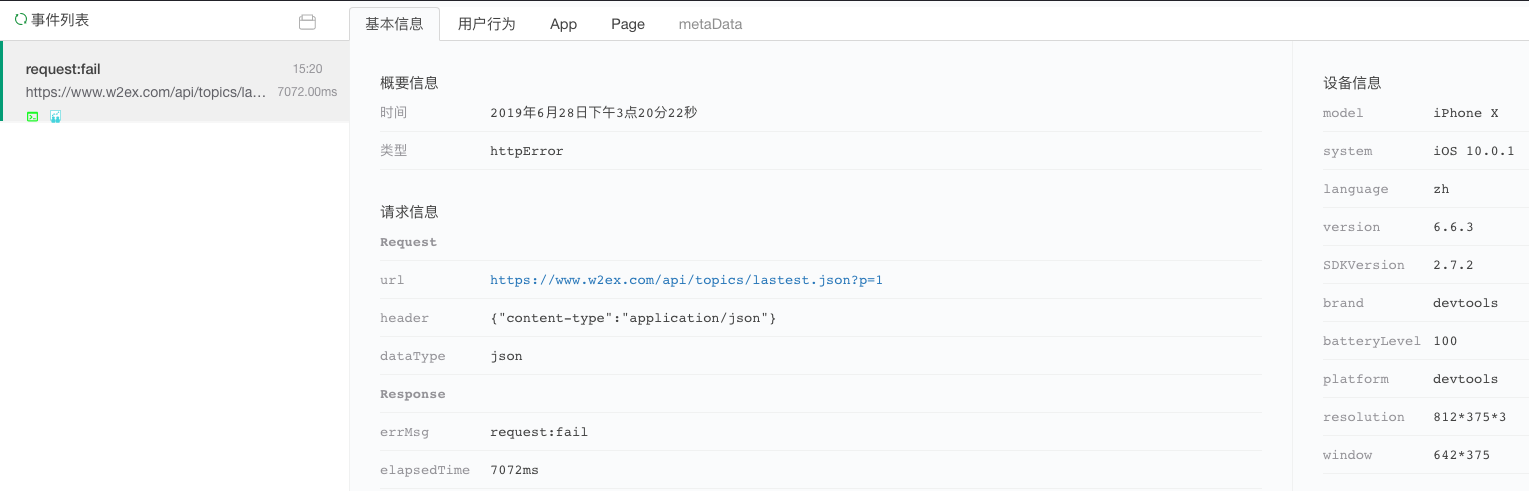 事件列表
request:fail 15:20
https://www.w2ex.com/api/topics/la... 7072.00ms
基本信息 用户行为 App Page metaData
概要信息
时间 2019年6月28日下午3点20分22秒
类型 httpError
请求信息
Request
url https://www.w2ex.com/api/topics/lastest.json?p=1
header {"content-type":"application/json"}
dataType json
Response
errMsg request:fail
elapsedTime 7072ms
设备信息
model iPhone X
system iOS 10.0.1
language zh
version 6.6.3
SDKVersion 2.7.2
brand devtools
batteryLevel 100
platform devtools
resolution 812*375*3
window 642*375